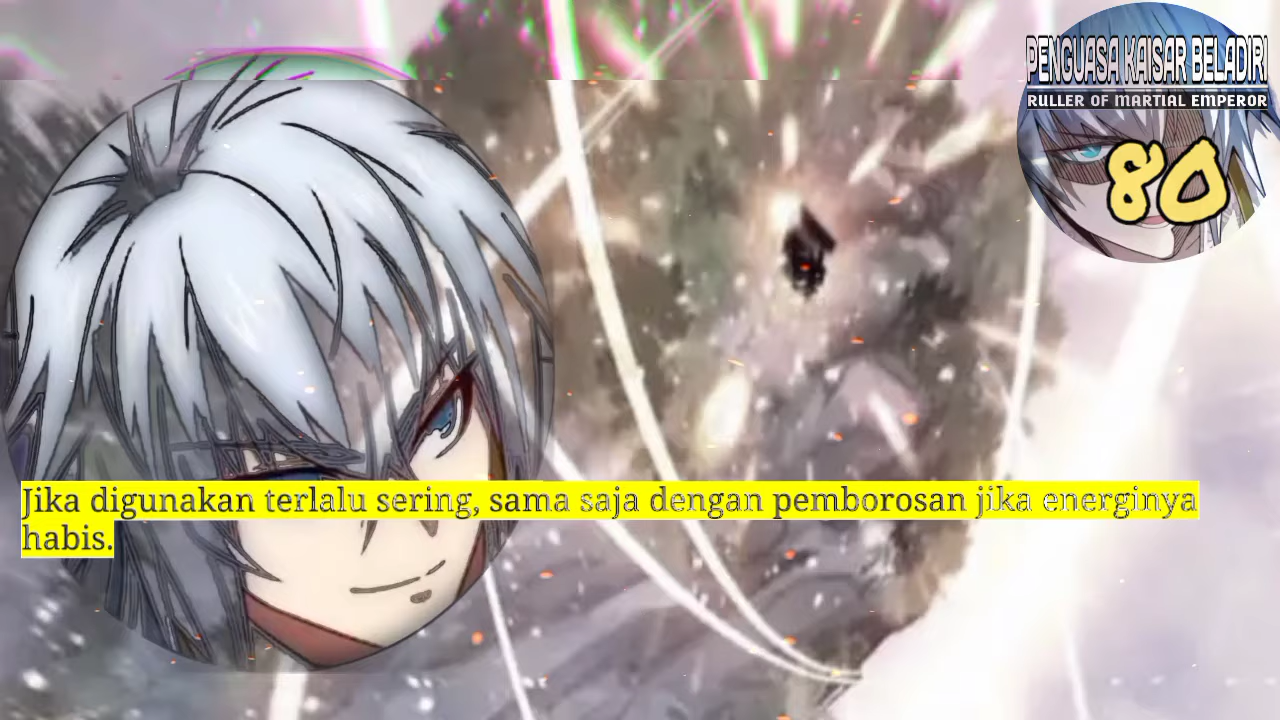 PENGUASA KAISAR BELADIRI
RULLER OF MARTIAL EMPEROR
80
Jika digunakan terlalu sering, sama saja dengan pemborosan jika energinya
habis.